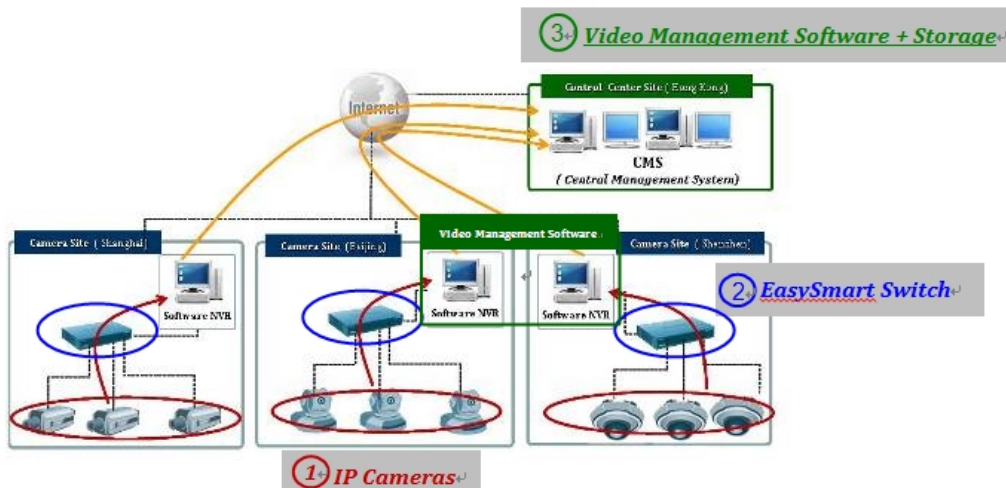 3 Video Management Software + Storage
Control Center Site ( Hong Kong)
Internet
CMS
( Central Management System)
Camera Site ( Shanghai)
Camera Site (Beijing)
Video Management Software
Camera Site ( Shenzhen)
Software NVR
Software NVR
Software NVR
2 EasySmart Switch
1 IP Cameras